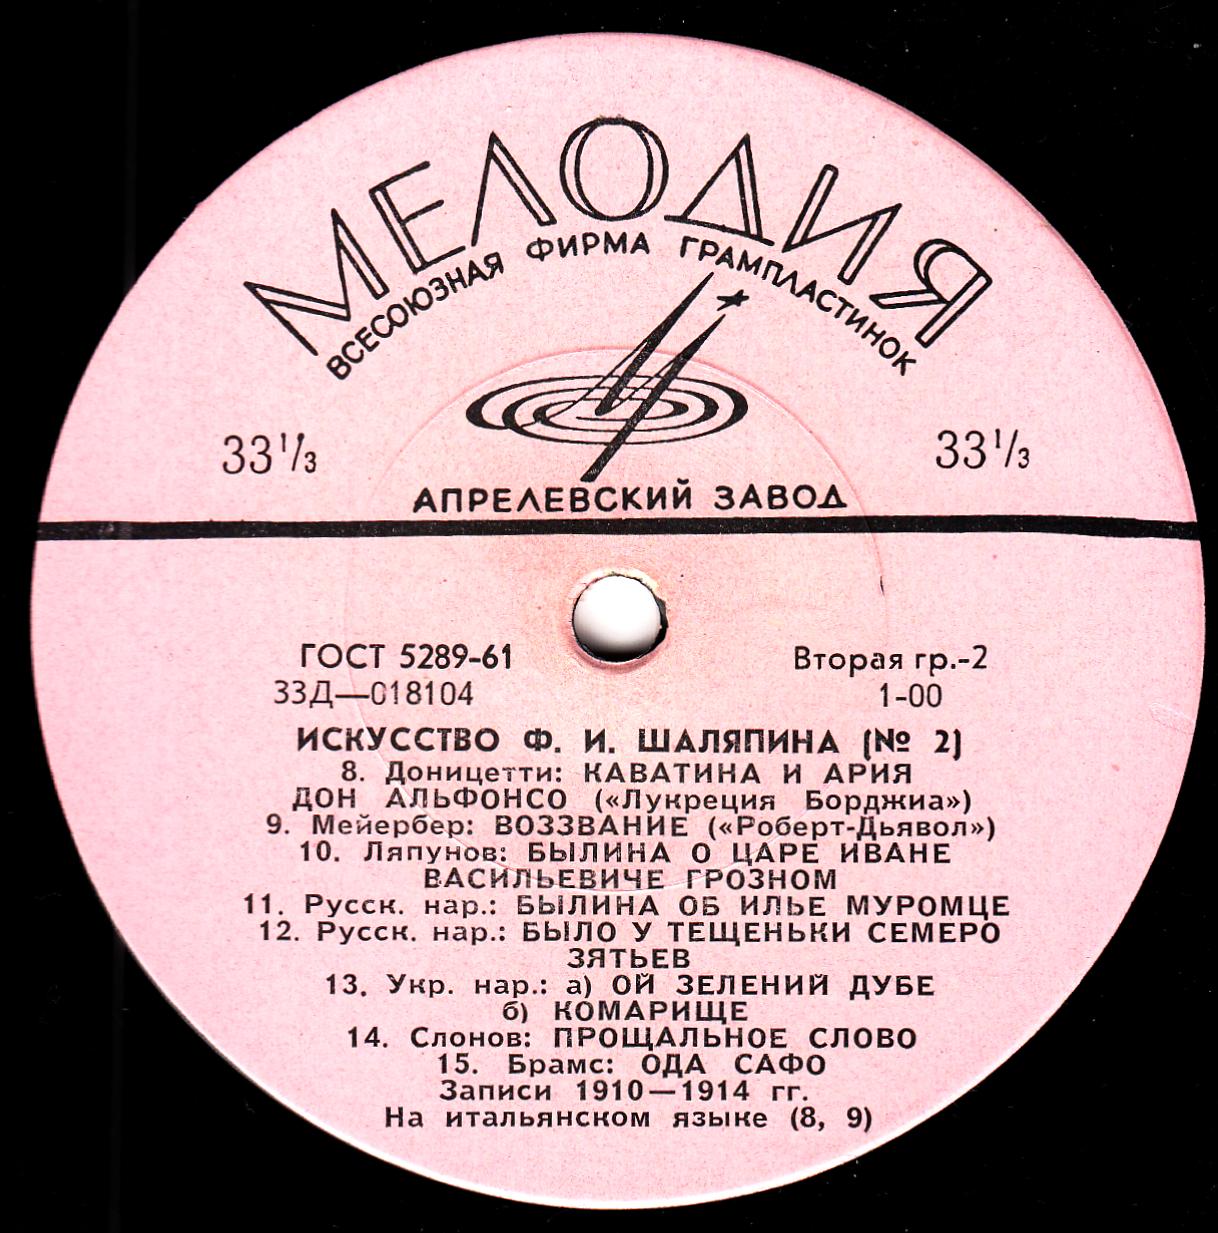 МЕЛОДИЯ
ВСЕСОЮЗНАЯ ФИРМА ГРАМПЛАСТИНОК
33 1/3 33 1/3
АПРЕЛЕВСКИЙ ЗАВОД
ГОСТ 5289-61 Вторая гр.-2
33Д—018104 1-00
ИСКУССТВО Ф. И. ШАЛЯПИНА (№ 2)
8. Доницетти: КАВАТИНА И АРИЯ
ДОН АЛЬФОНСО («Лукреция Борджиа»)
9. Мейербер: ВОЗЗВАНИЕ («Роберт-Дьявол»)
10. Ляпунов: БЫЛИНА О ЦАРЕ ИВАНЕ
ВАСИЛЬЕВИЧЕ ГРОЗНОМ
11. Русск. нар.: БЫЛИНА ОБ ИЛЬЕ МУРОМЦЕ
12. Русск. нар.: БЫЛО У ТЕЩЕНЬКИ СЕМЕРО
ЗЯТЬЕВ
13. Укр. нар.: а) ОЙ ЗЕЛЕНИЙ ДУБЕ
б) КОМАРИЩЕ
14. Слонов: ПРОЩАЛЬНОЕ СЛОВО
15. Брамс: ОДА САФО
Записи 1910—1914 гг.
На итальянском языке (8, 9)